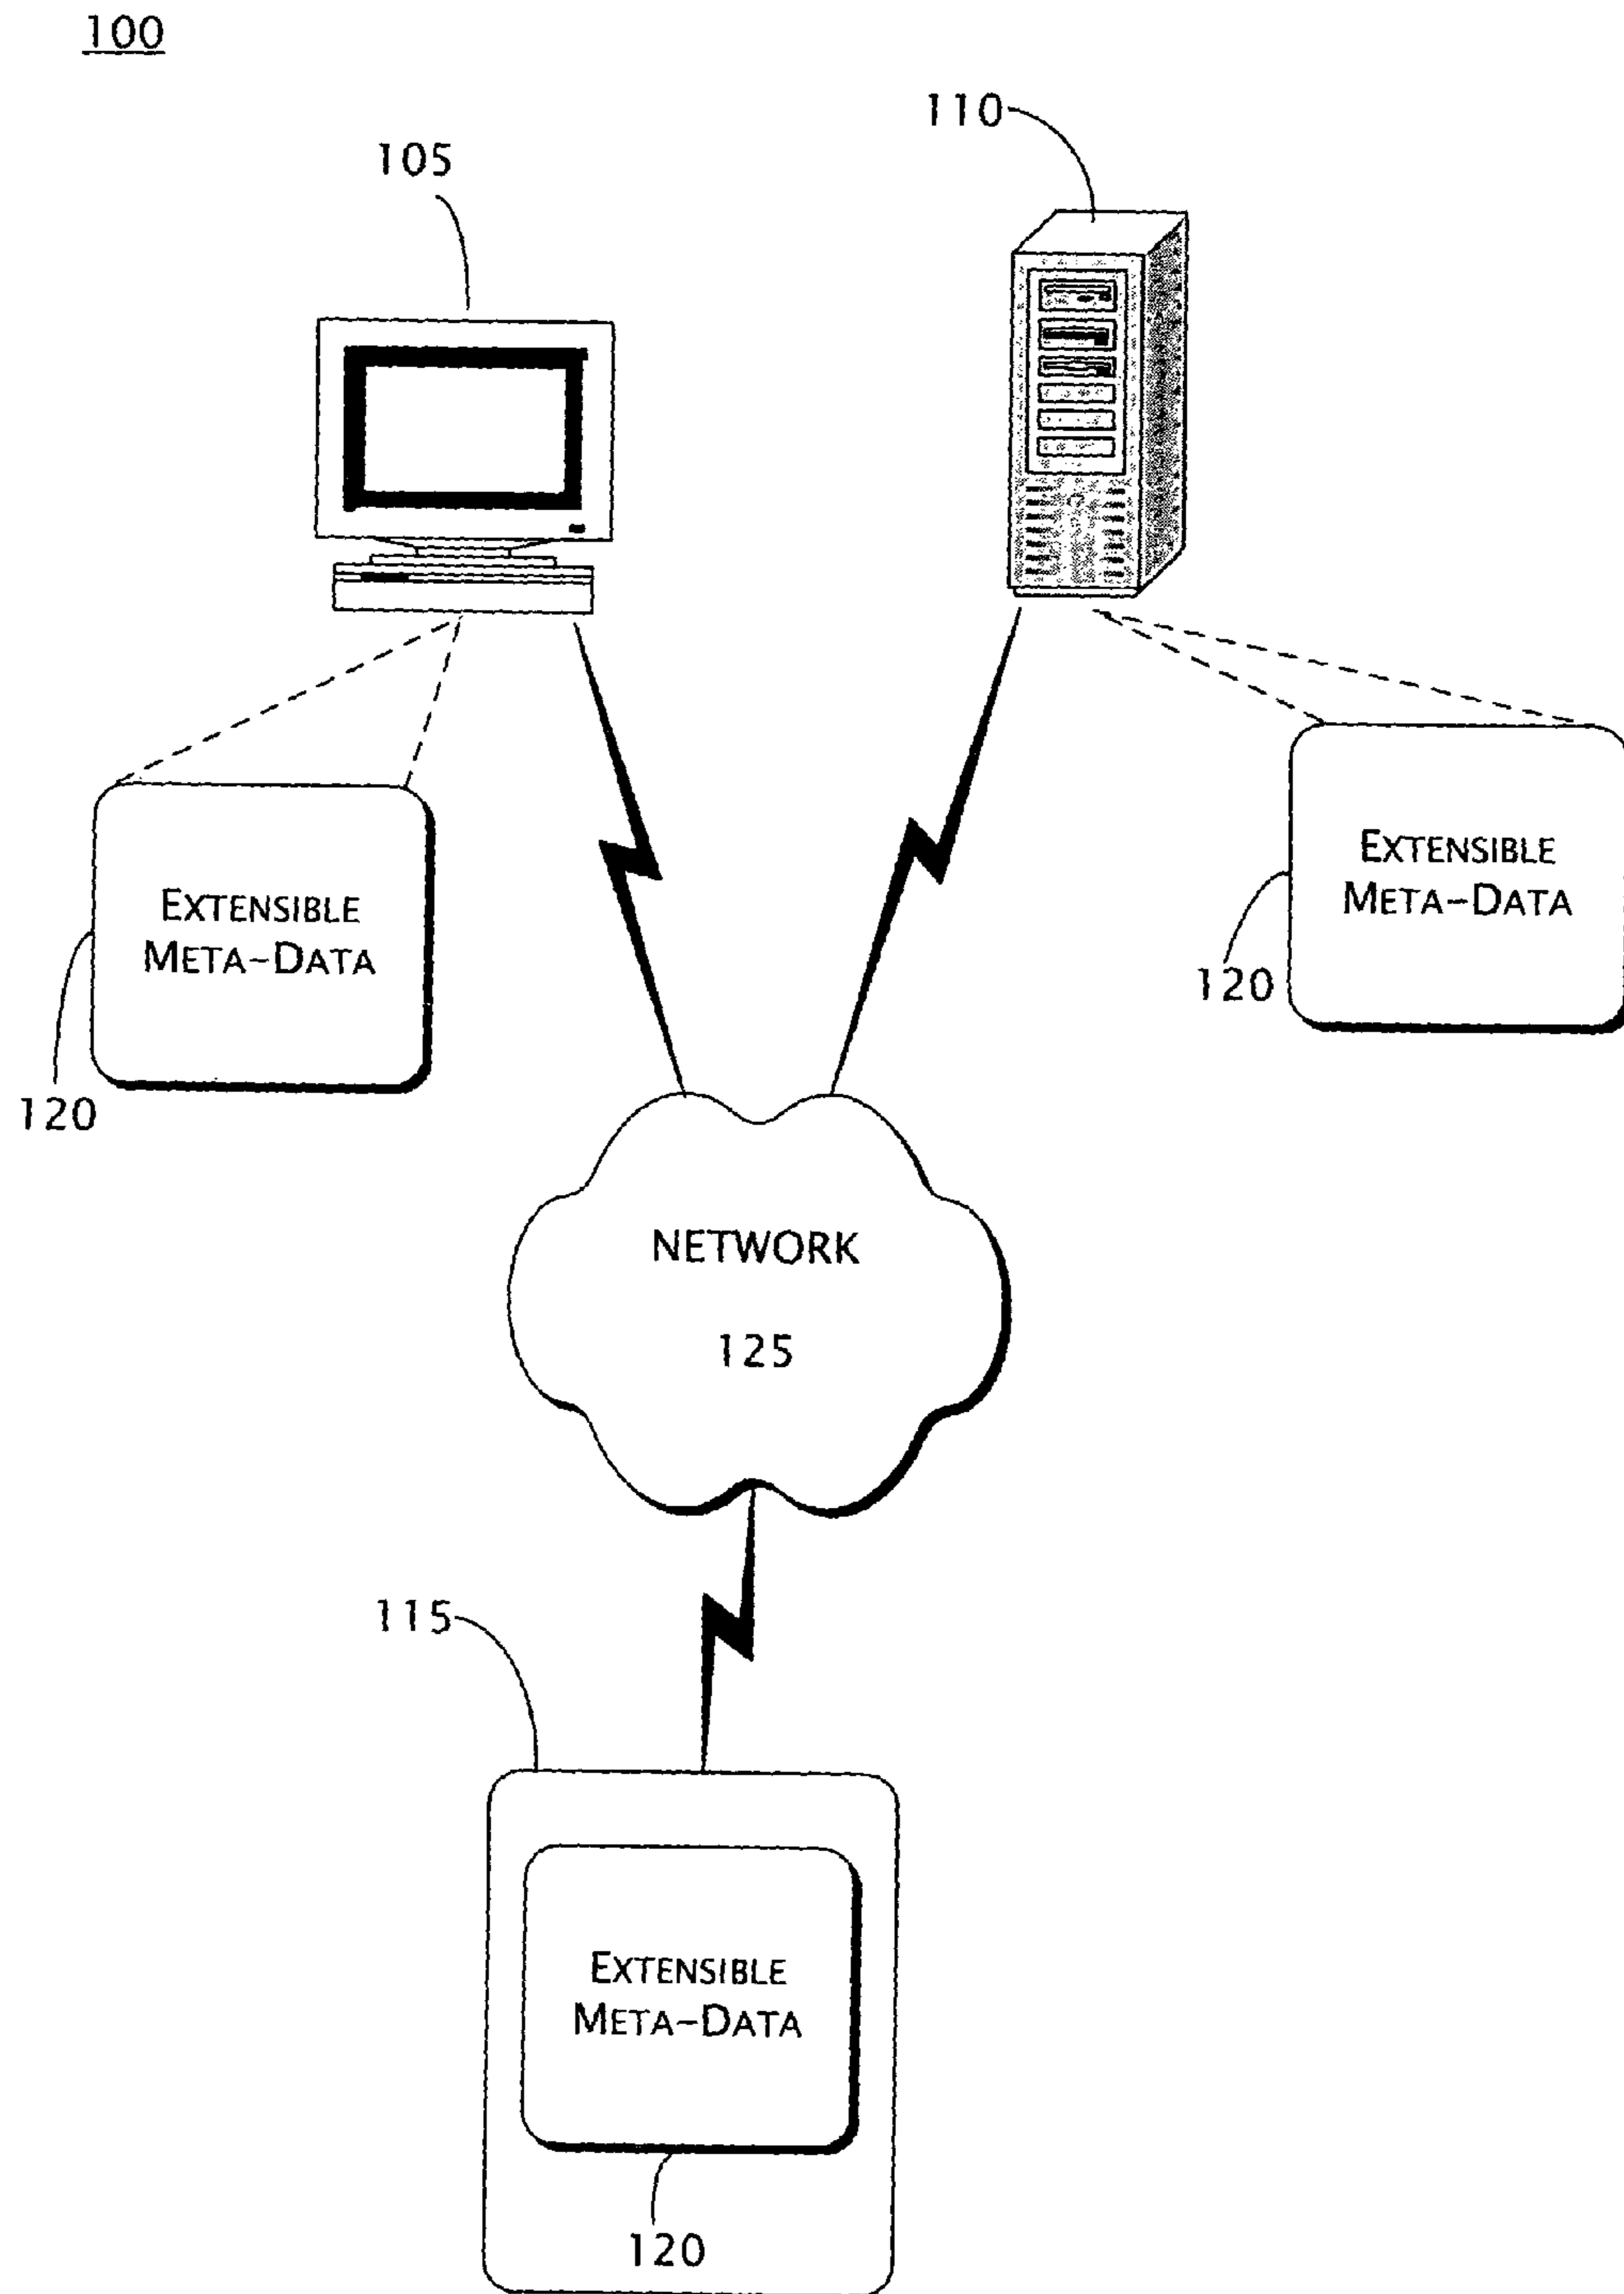 100
110
105
EXTENSIBLE
META-DATA
120
EXTENSIBLE
META-DATA
120
NETWORK
125
115
EXTENSIBLE
META-DATA
120